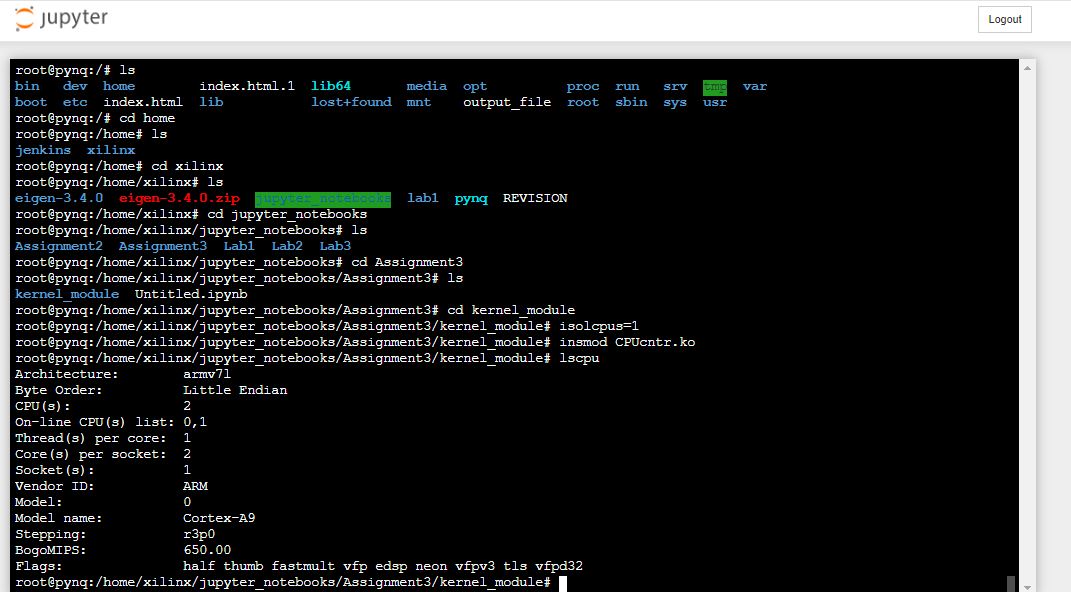 jupyter
Logout
root@pynq:/# ls
bin dev home index.html.1 lib64 media opt proc run srv tmp var
boot etc index.html lib lost+found mnt output_file root sbin sys usr
root@pynq:/# cd home
root@pynq:/home# ls
jenkins xilinx
root@pynq:/home# cd xilinx
root@pynq:/home/xilinx# ls
eigen-3.4.0 eigen-3.4.0.zip jupyter_notebooks lab1 pynq REVISION
root@pynq:/home/xilinx# cd jupyter_notebooks
root@pynq:/home/xilinx/jupyter_notebooks# ls
Assignment2 Assignment3 Lab1 Lab2 Lab3
root@pynq:/home/xilinx/jupyter_notebooks# cd Assignment3
root@pynq:/home/xilinx/jupyter_notebooks/Assignment3# ls
kernel_module Untitled.ipynb
root@pynq:/home/xilinx/jupyter_notebooks/Assignment3# cd kernel_module
root@pynq:/home/xilinx/jupyter_notebooks/Assignment3/kernel_module# isolcpus=1
root@pynq:/home/xilinx/jupyter_notebooks/Assignment3/kernel_module# insmod CPUcntr.ko
root@pynq:/home/xilinx/jupyter_notebooks/Assignment3/kernel_module# lscpu
Architecture: armv7l
Byte Order: Little Endian
CPU(s): 2
On-line CPU(s) list: 0,1
Thread(s) per core: 1
Core(s) per socket: 2
Socket(s): 1
Vendor ID: ARM
Model: 0
Model name: Cortex-A9
Stepping: r3p0
BogoMIPS: 650.00
Flags: half thumb fastmult vfp edsp neon vfpv3 tls vfpd32
root@pynq:/home/xilinx/jupyter_notebooks/Assignment3/kernel_module#